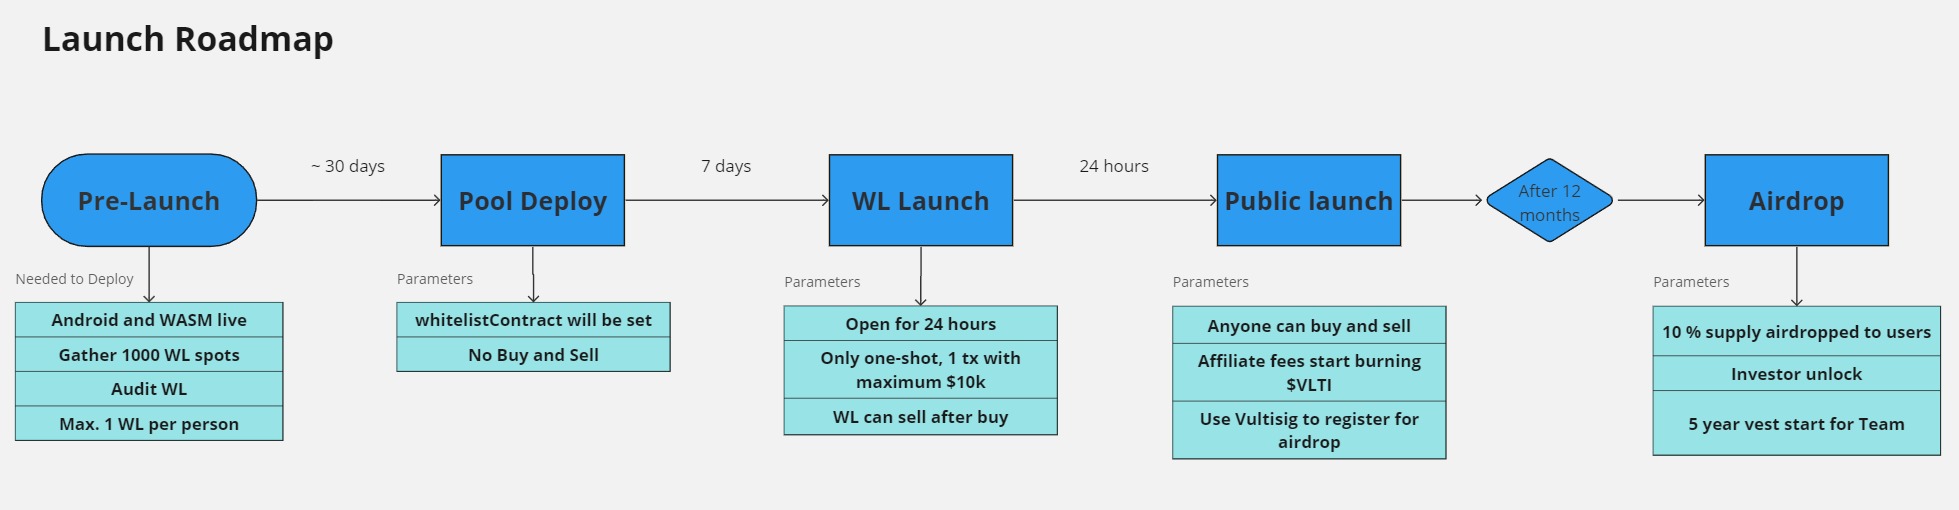 Launch Roadmap
Pre-Launch
~ 30 days
Pool Deploy
7 days
WL Launch
24 hours
Public launch
After 12
months
Airdrop
Needed to Deploy
Android and WASM live
Gather 1000 WL spots
Audit WL
Max. 1 WL per person
Parameters
whitelistContract will be set
No Buy and Sell
Parameters
Open for 24 hours
Only one-shot, 1 tx with
maximum $10k
WL can sell after buy
Parameters
Anyone can buy and sell
Affiliate fees start burning
$VLTI
Use Vultisig to register for
airdrop
Parameters
10 % supply airdropped to users
Investor unlock
5 year vest start for Team